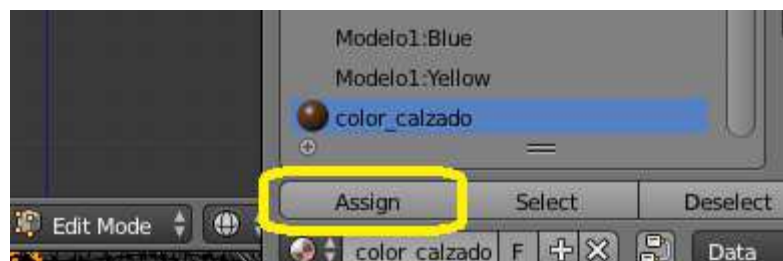 Modelo1:Blue
Modelo1:Yellow
color_calzado
Assign Select Deselect
Edit Mode
color_calzado F Data